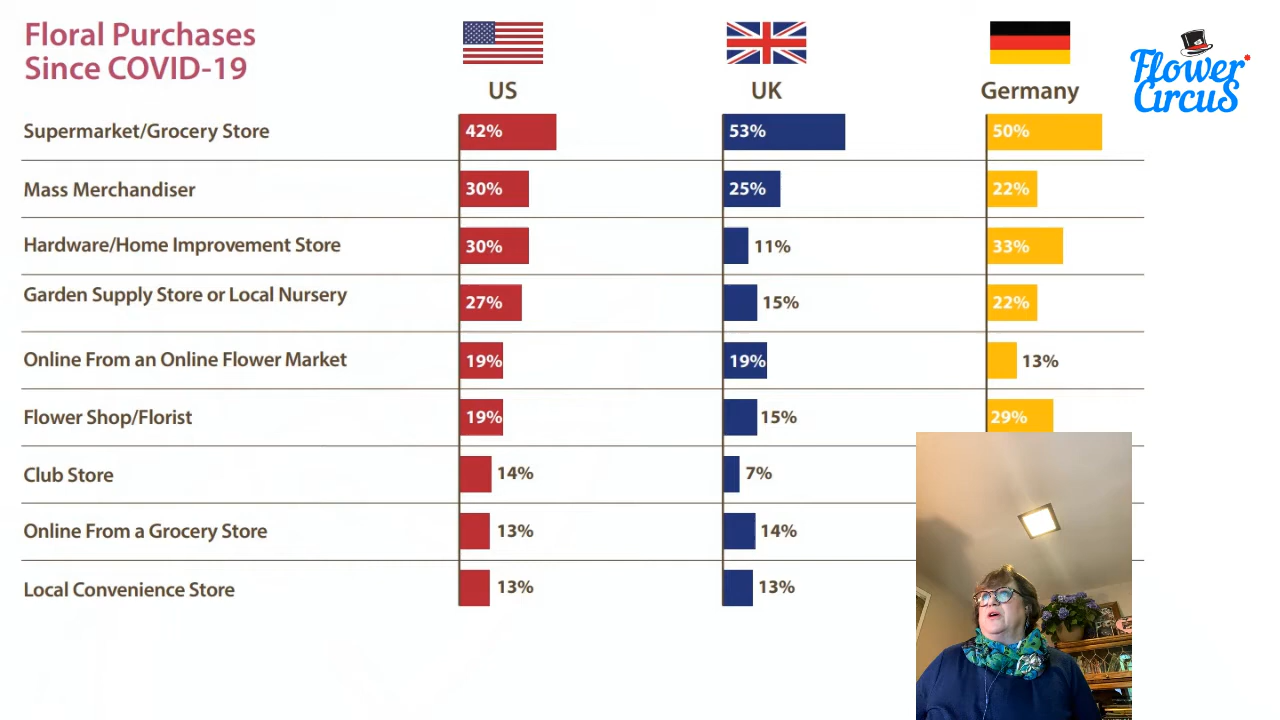 Floral Purchases
Since COVID-19
US
UK
Germany
Flower
Circus
Supermarket/Grocery Store
42%
53%
50%
Mass Merchandiser
30%
25%
22%
Hardware/Home Improvement Store
30%
11%
33%
Garden Supply Store or Local Nursery
27%
15%
22%
Online From an Online Flower Market
19%
19%
13%
Flower Shop/Florist
19%
15%
29%
Club Store
14%
7%
Online From a Grocery Store
13%
14%
Local Convenience Store
13%
13%